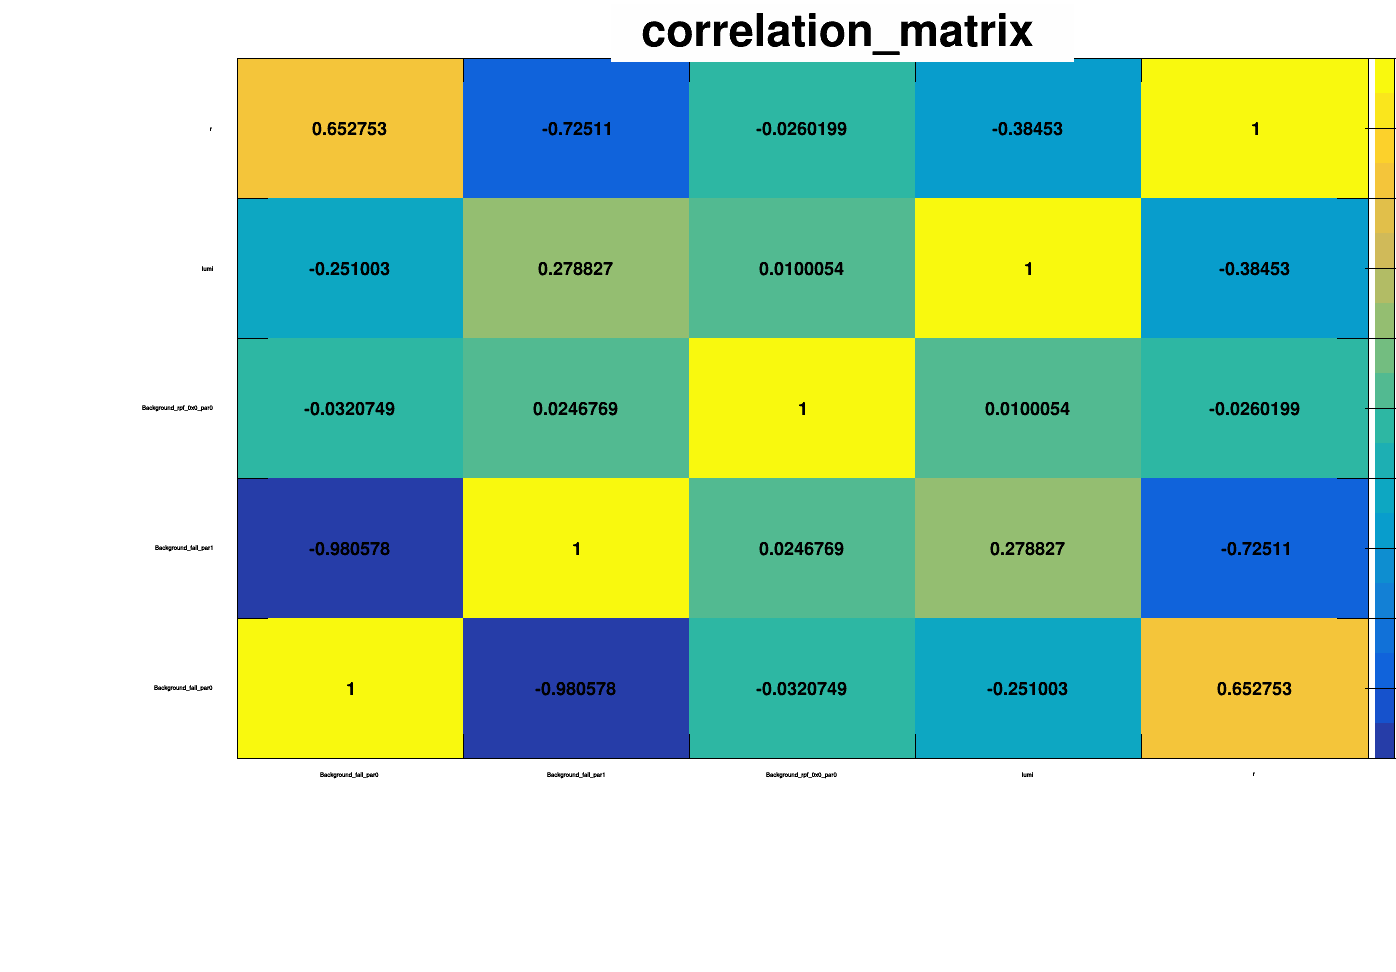 correlation_matrix
r 0.652753 -0.72511 -0.0260199 -0.38453 1
lumi -0.251003 0.278827 0.0100054 1 -0.38453
Background_rpf_0x0_par0 -0.0320749 0.0246769 1 0.0100054 -0.0260199
Background_fail_par1 -0.980578 1 0.0246769 0.278827 -0.72511
Background_fail_par0 1 -0.980578 -0.0320749 -0.251003 0.652753
Background_fail_par0 Background_fail_par1 Background_rpf_0x0_par0 lumi r